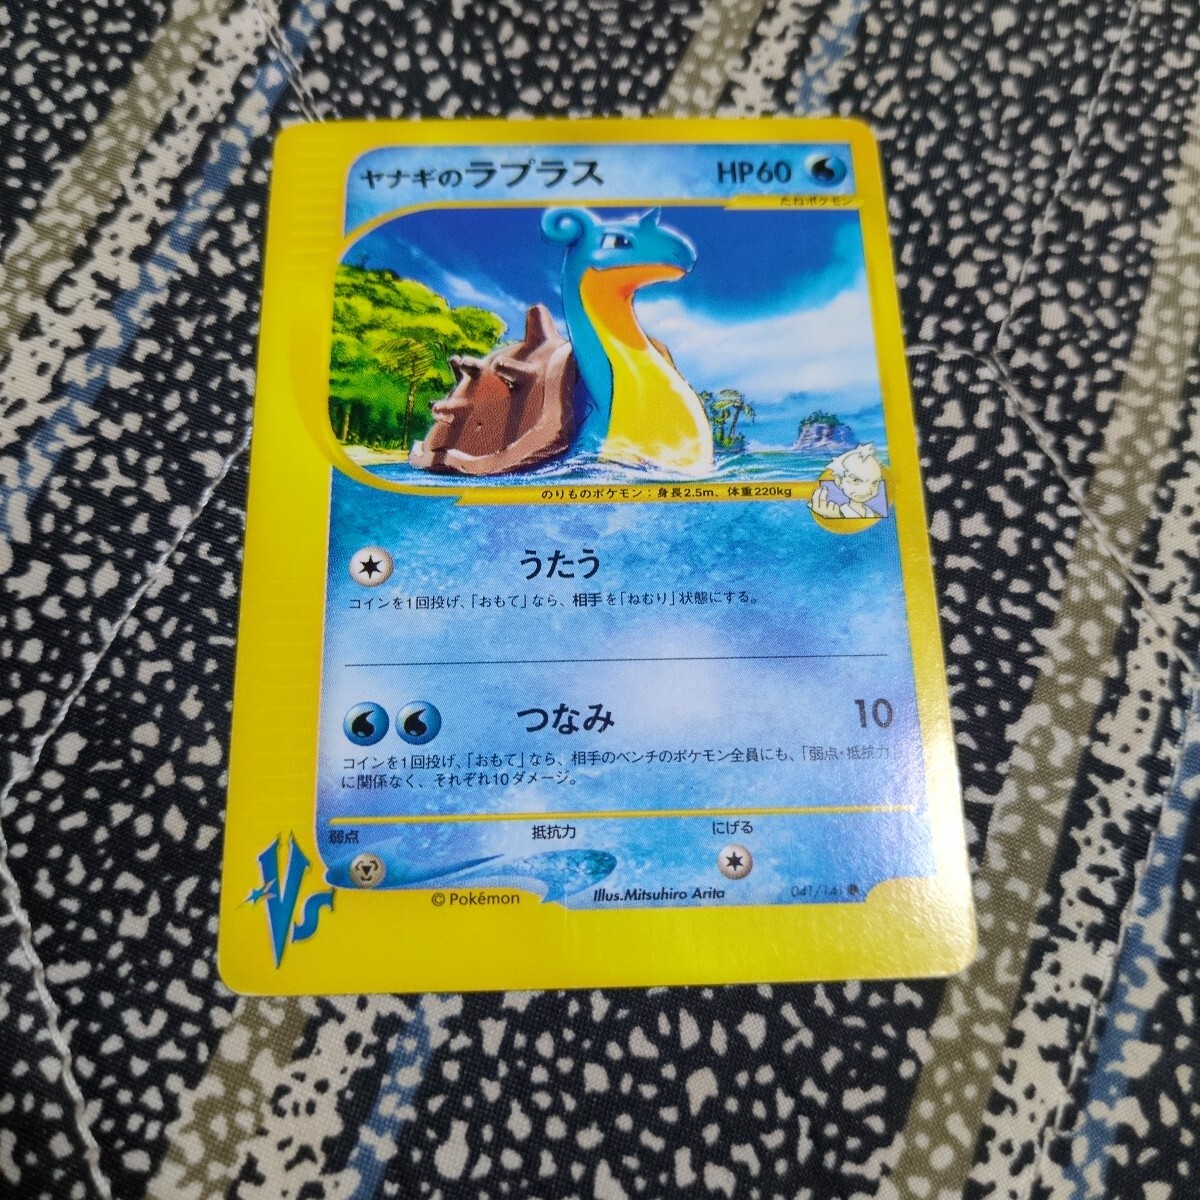 ヤナギのラプラス HP60
たねポケモン
のりものポケモン：身長2.5m、体重220kg
うたう
コインを1回投げ、「おもて」なら、相手を「ねむり」状態にする。
つなみ 10
コインを1回投げ、「おもて」なら、相手のベンチのポケモン全員にも、「弱点・抵抗力」
に関係なく、それぞれ10ダメージ。
弱点 抵抗力 にげる
VS
© Pokémon Illus.Mitsuhiro Arita 041/141